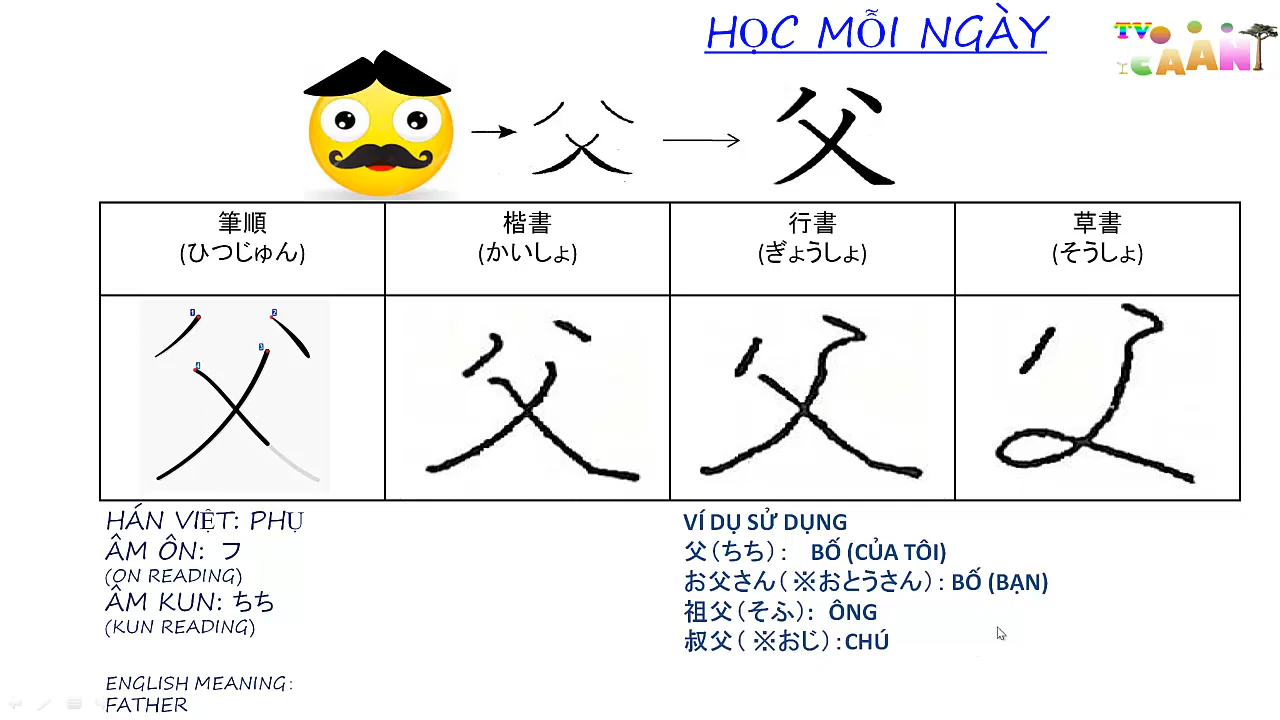 HỌC MỖI NGÀY
TV
CAANI
父
父
筆順
(ひつじゅん)
楷書
(かいしょ)
行書
(ぎょうしょ)
草書
(そうしょ)
1
2
3
4
父
父
父
HÁN VIỆT: PHỤ
ÂM ÔN: フ
(ON READING)
ÂM KUN: ちち
(KUN READING)
ENGLISH MEANING:
FATHER
VÍ DỤ SỬ DỤNG
父(ちち): BỐ (CỦA TÔI)
お父さん(※おとうさん): BỐ (BẠN)
祖父(そふ): ÔNG
叔父( ※おじ):CHÚ